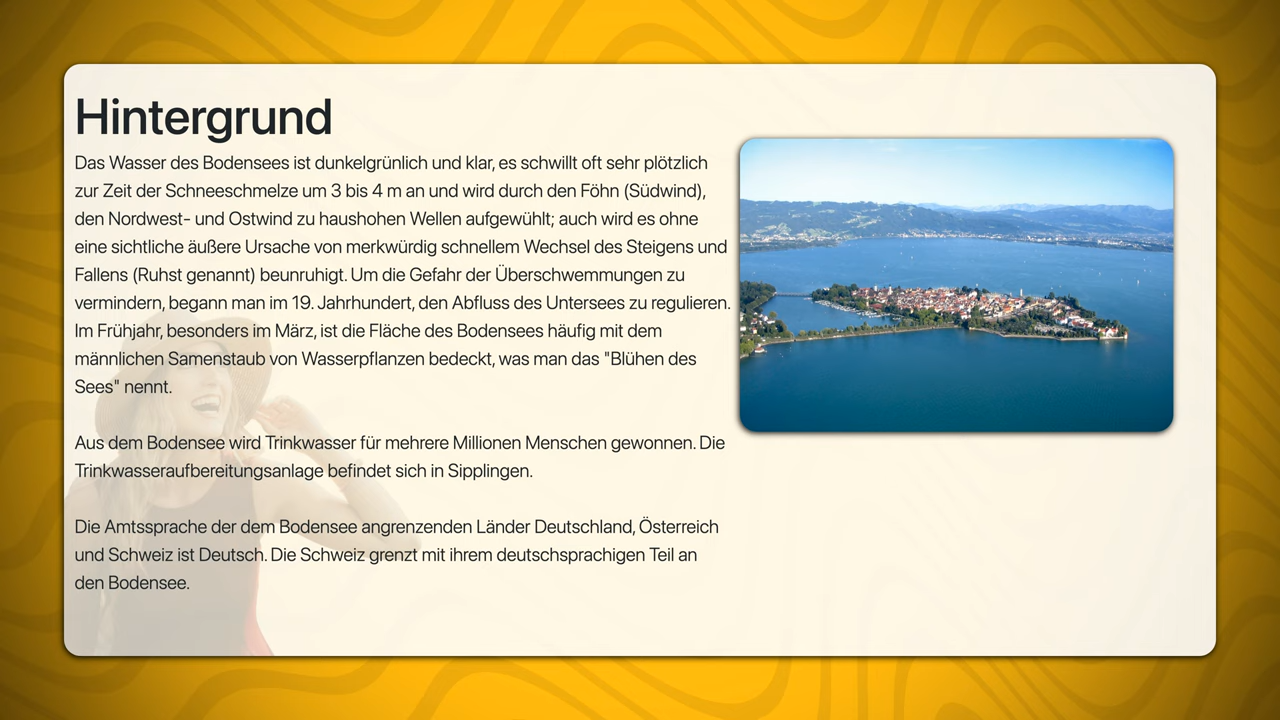 Hintergrund
Das Wasser des Bodensees ist dunkelgrünlich und klar, es schwillt oft sehr plötzlich
zur Zeit der Schneeschmelze um 3 bis 4 m an und wird durch den Föhn (Südwind),
den Nordwest- und Ostwind zu haushohen Wellen aufgewühlt; auch wird es ohne
eine sichtliche äußere Ursache von merkwürdig schnellem Wechsel des Steigens und
Fallens (Ruhst genannt) beunruhigt. Um die Gefahr der Überschwemmungen zu
vermindern, begann man im 19. Jahrhundert, den Abfluss des Untersees zu regulieren.
Im Frühjahr, besonders im März, ist die Fläche des Bodensees häufig mit dem
männlichen Samenstaub von Wasserpflanzen bedeckt, was man das "Blühen des
Sees" nennt.
Aus dem Bodensee wird Trinkwasser für mehrere Millionen Menschen gewonnen. Die
Trinkwasseraufbereitungsanlage befindet sich in Sipplingen.
Die Amtssprache der dem Bodensee angrenzenden Länder Deutschland, Österreich
und Schweiz ist Deutsch. Die Schweiz grenzt mit ihrem deutschsprachigen Teil an
den Bodensee.